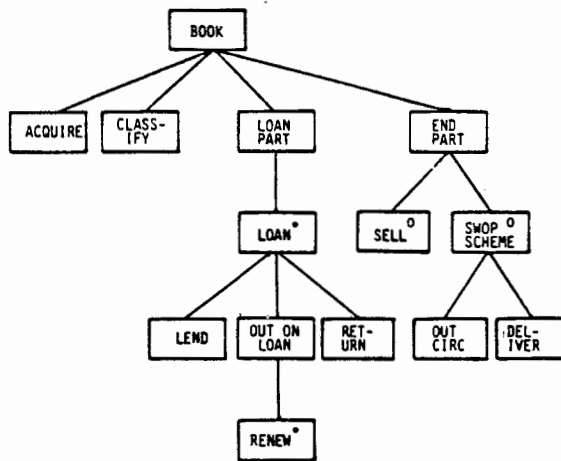 BOOK
ACQUIRE
CLASS-
IFY
LOAN
PART
END
PART
LOAN*
SELL O
SWOP O
SCHEME
LEND
OUT ON
LOAN
RET-
URN
OUT
CIRC
DEL-
IVER
RENEW*